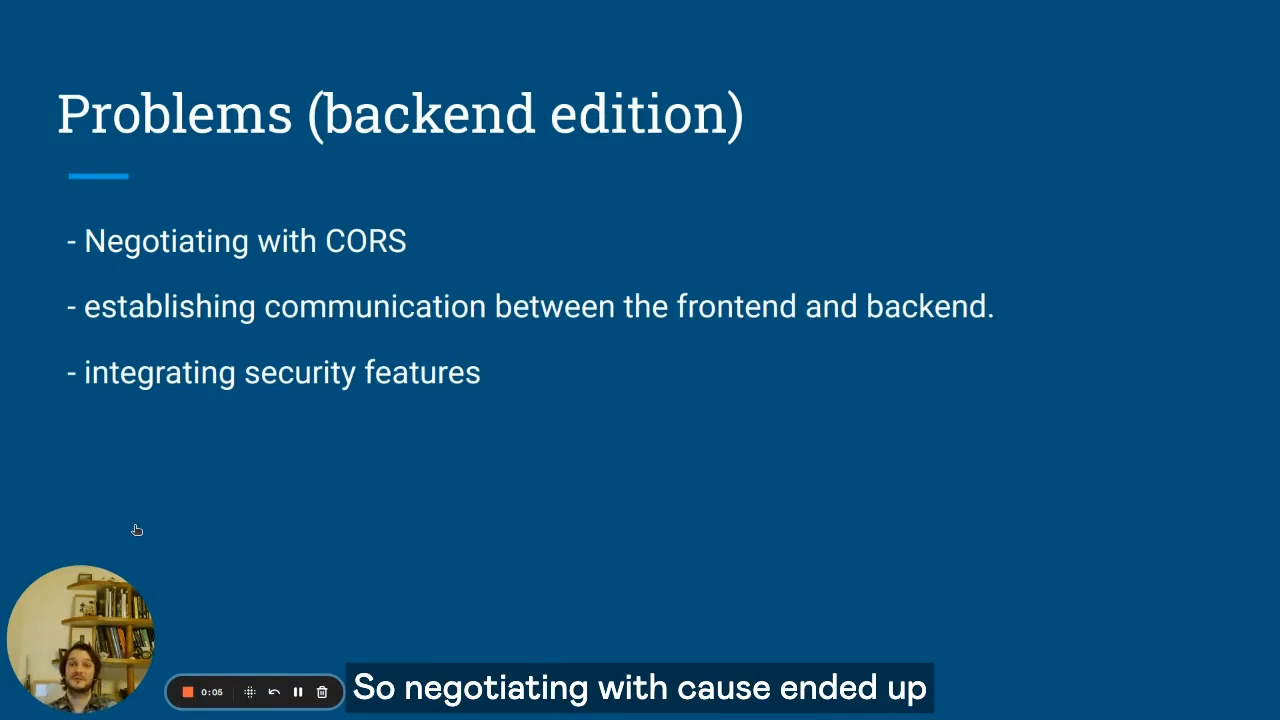 Problems (backend edition)
- Negotiating with CORS
- establishing communication between the frontend and backend.
- integrating security features
0:05
So negotiating with cause ended up